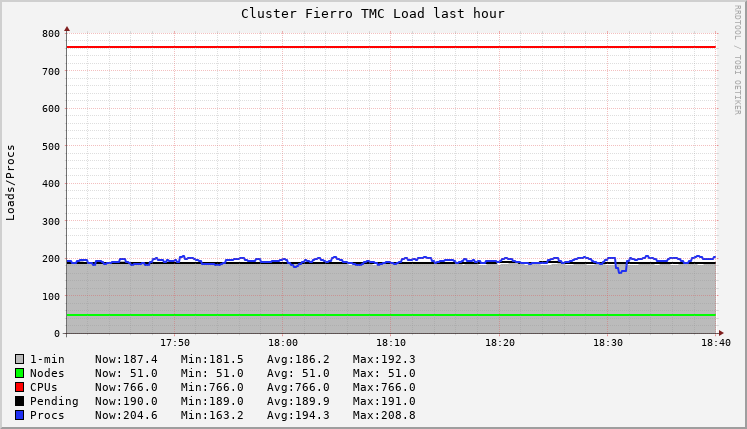 Cluster Fierro TMC Load last hour
RRDTOOL / TOBI OETIKER
Loads/Procs
800
700
600
500
400
300
200
100
0
17:50 18:00 18:10 18:20 18:30 18:40
1-min Now:187.4 Min:181.5 Avg:186.2 Max:192.3
Nodes Now: 51.0 Min: 51.0 Avg: 51.0 Max: 51.0
CPUs Now:766.0 Min:766.0 Avg:766.0 Max:766.0
Pending Now:190.0 Min:189.0 Avg:189.9 Max:191.0
Procs Now:204.6 Min:163.2 Avg:194.3 Max:208.8